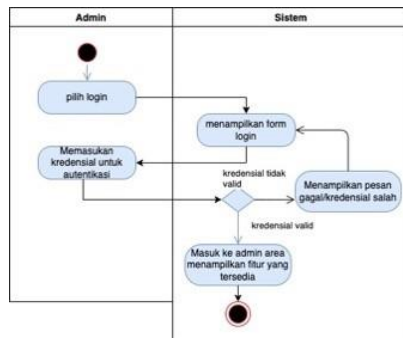 Admin
Sistem
pilih login
menampilkan form
login
Memasukan
kredensial untuk
autentikasi
kredensial tidak
valid
Menampilkan pesan
gagal/kredensial salah
kredensial valid
Masuk ke admin area
menampilkan fitur yang
tersedia